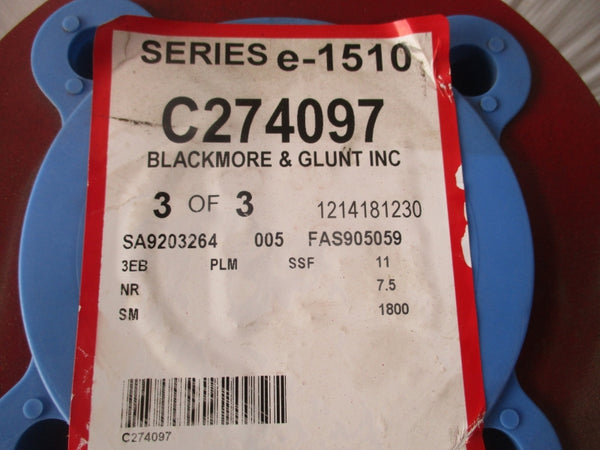 SERIES e-1510
C274097
BLACKMORE & GLUNT INC
3 OF 3 1214181230
SA9203264 005 FAS905059
3EB PLM SSF 11
NR 7.5
SM 1800
C274097